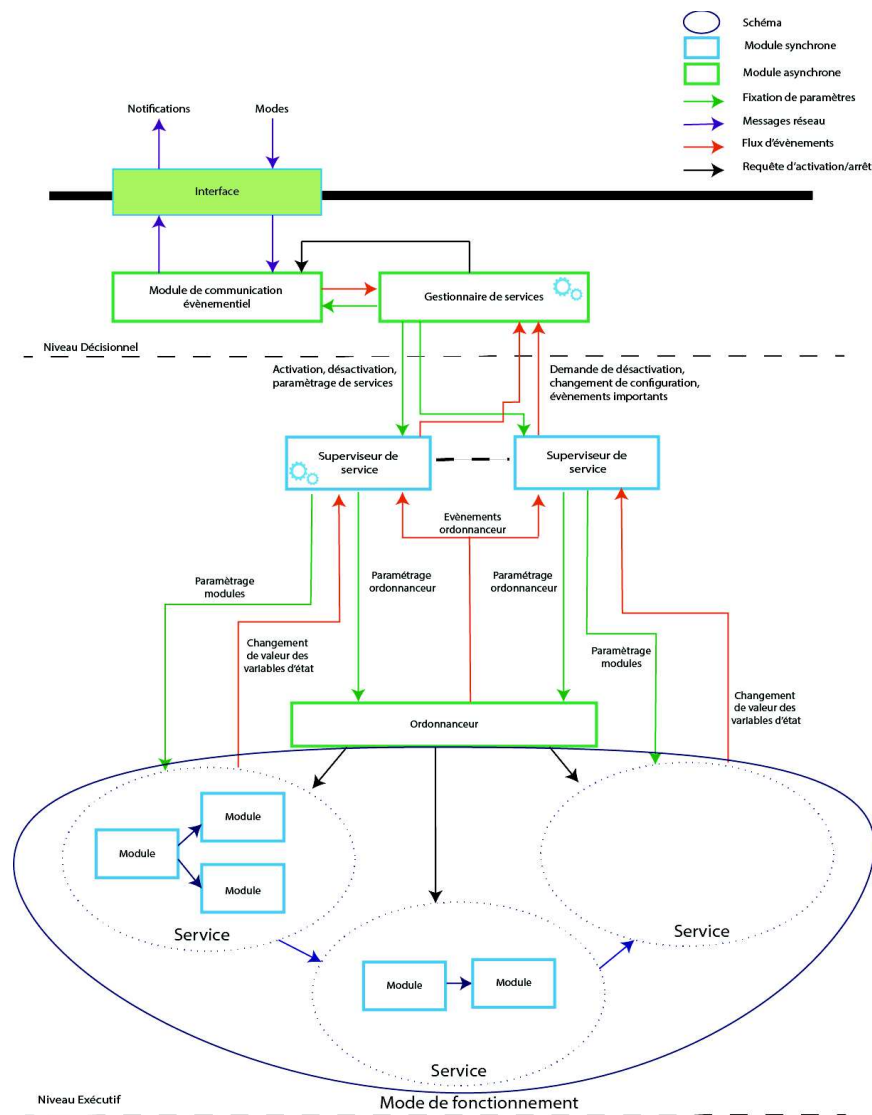 Schéma
Module synchrone
Module asynchrone
Fixation de paramètres
Messages réseau
Flux d'évènements
Requête d'activation/arrêt
Notifications
Modes
Interface
Module de communication
évènementiel
Gestionnaire de services
Niveau Décisionnel
Activation, désactivation,
paramètrage de services
Demande de désactivation,
changement de configuration,
évènements importants
Superviseur de
service
Superviseur de
service
Evènements
ordonnanceur
Paramètrage
modules
Paramétrage
ordonnanceur
Paramétrage
ordonnanceur
Changement
de valeur des
variables d'état
Paramètrage
modules
Changement
de valeur des
variables d'état
Ordonnanceur
Module
Module
Module
Service
Service
Module
Module
Service
Niveau Exécutif
Mode de fonctionnement